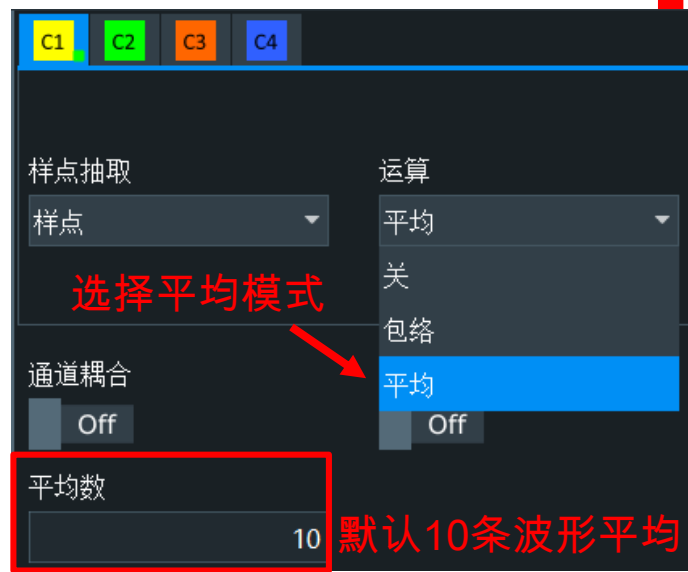 C1 C2 C3 C4
样点抽取 运算
样点 平均
关
选择平均模式
包络
平均
通道耦合
Off Off
平均数
10 默认10条波形平均